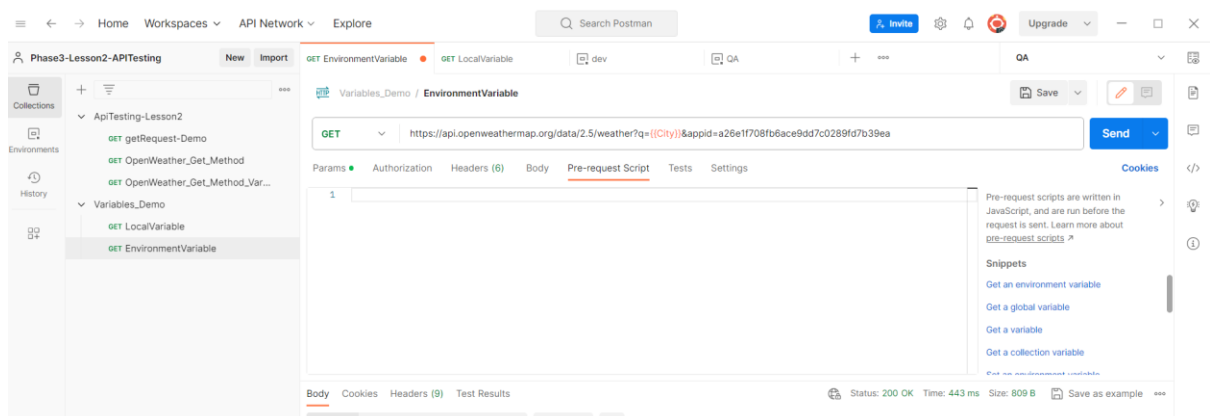 Home Workspaces API Network Explore Search Postman Invite Upgrade
Phase3-Lesson2-APITesting New Import GET EnvironmentVariable GET LocalVariable dev QA QA
Collections
Environments
History
ApiTesting-Lesson2
GET getRequest-Demo
GET OpenWeather_Get_Method
GET OpenWeather_Get_Method_Var...
Variables_Demo
GET LocalVariable
GET EnvironmentVariable
HTTP Variables_Demo / EnvironmentVariable Save
GET https://api.openweathermap.org/data/2.5/weather?q={{City}}&appid=a26e1f708fb6ace9dd7c0289fd7b39ea Send
Params Authorization Headers (6) Body Pre-request Script Tests Settings Cookies
1
Pre-request scripts are written in
JavaScript, and are run before the
request is sent. Learn more about
pre-request scripts
Snippets
Get an environment variable
Get a global variable
Get a variable
Get a collection variable
Set an environment variable
Body Cookies Headers (9) Test Results Status: 200 OK Time: 443 ms Size: 809 B Save as example